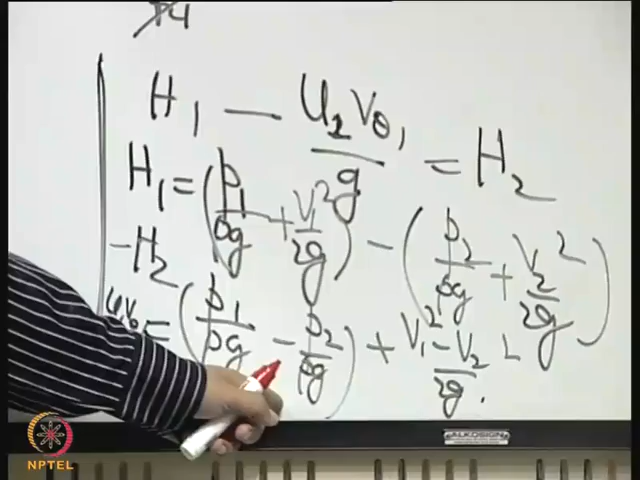 H₁ — U₂Vθ₁/g = H₂
H₁ = (p₁/ρg + V₁²/2g) — (p₂/ρg + V₂²/2g)
-H₂
= (p₁/ρg - p₂/ρg) + V₁² - V₂²/2g.
ALKOSIGN
NPTEL